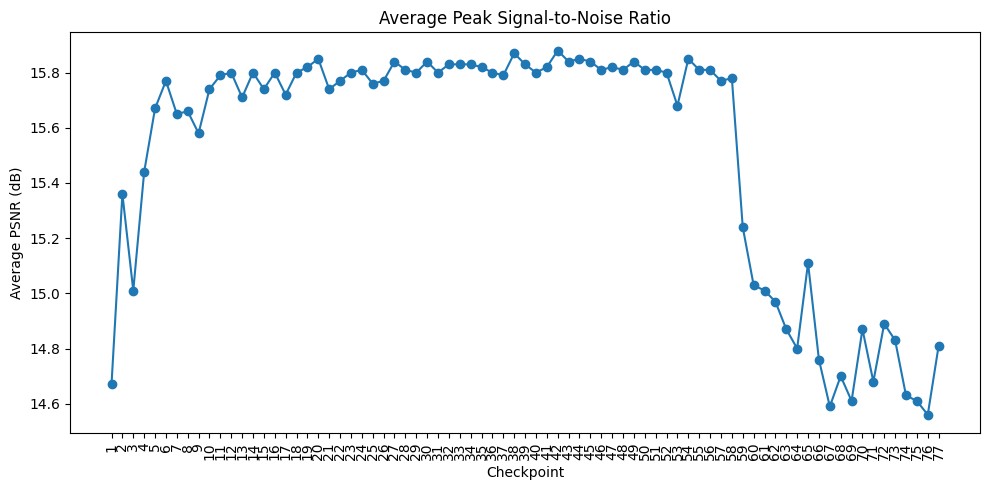 Average Peak Signal-to-Noise Ratio
Average PSNR (dB)
15.8
15.6
15.4
15.2
15.0
14.8
14.6
1 2 3 4 5 6 7 8 9 10 11 12 13 14 15 16 17 18 19 20 21 22 23 24 25 26 27 28 29 30 31 32 33 34 35 36 37 38 39 40 41 42 43 44 45 46 47 48 49 50 51 52 53 54 55 56 57 58 59 60 61 62 63 64 65 66 67 68 69 70 71 72 73 74 75 76 77
Checkpoint